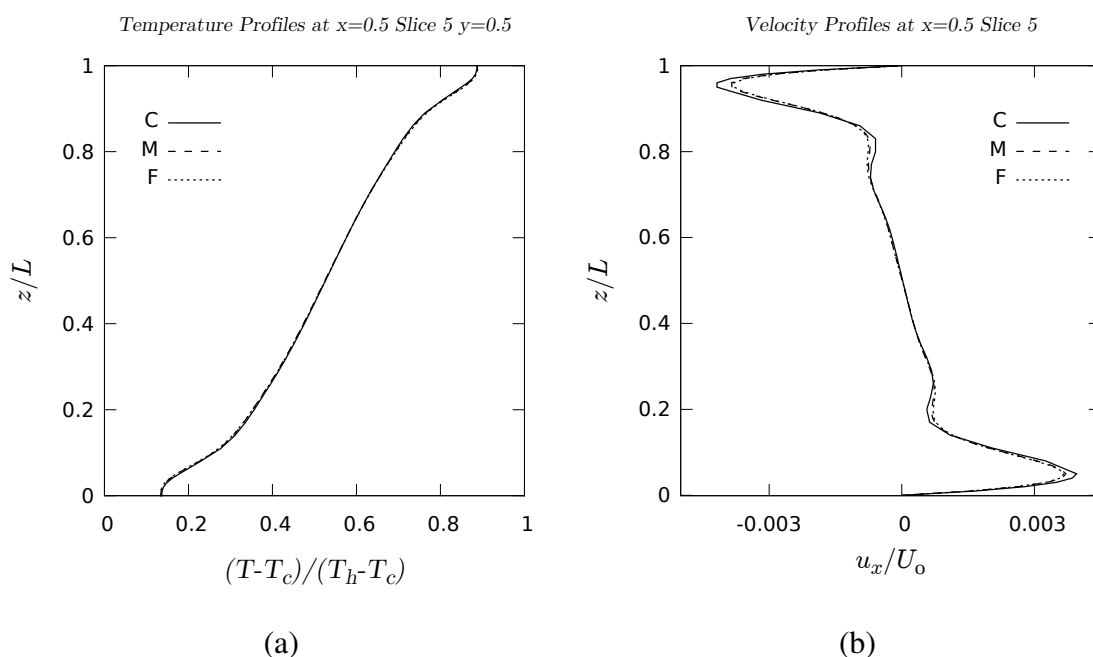 Temperature Profiles at x=0.5 Slice 5 y=0.5
1
0.8
0.6
0.4
0.2
0
C
M
F
z/L
0 0.2 0.4 0.6 0.8 1
(T-Tc)/(Th-Tc)
(a)
Velocity Profiles at x=0.5 Slice 5
1
0.8
0.6
0.4
0.2
0
C
M
F
z/L
-0.003 0 0.003
ux/Uo
(b)